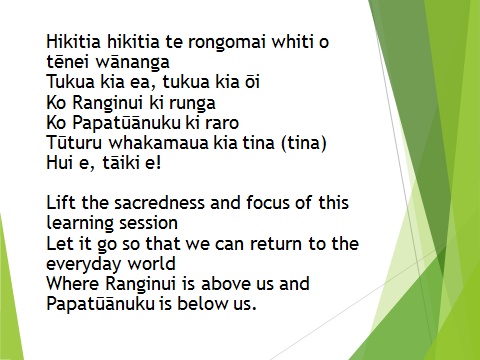 Hikitia hikitia te rongomai whiti o
tēnei wānanga
Tukua kia ea, tukua kia ōi
Ko Ranginui ki runga
Ko Papatūānuku ki raro
Tūturu whakamaua kia tina (tina)
Hui e, tāiki e!
Lift the sacredness and focus of this
learning session
Let it go so that we can return to the
everyday world
Where Ranginui is above us and
Papatūānuku is below us.